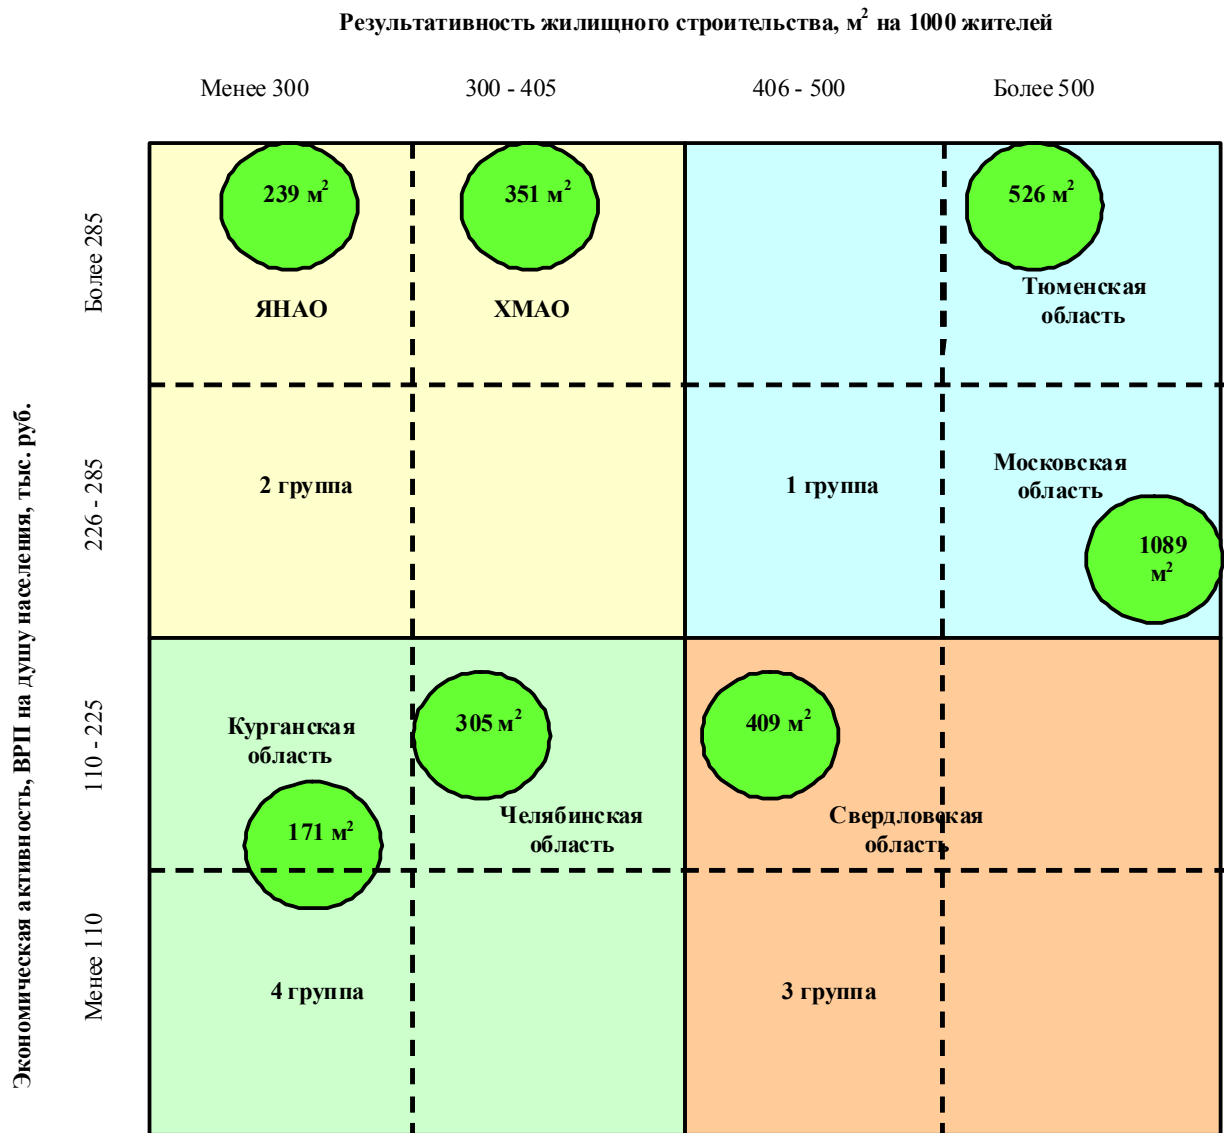 Результативность жилищного строительства, м² на 1000 жителей
Менее 300
300 - 405
406 - 500
Более 500
Экономическая активность, ВРП на душу населения, тыс. руб.
Более 285
226 - 285
110 - 225
Менее 110
239 м²
351 м²
526 м²
ЯНАО
ХМАО
Тюменская
область
2 группа
1 группа
Московская
область
1089
м²
Курганская
область
305 м²
409 м²
171 м²
Челябинская
область
Свердловская
область
4 группа
3 группа